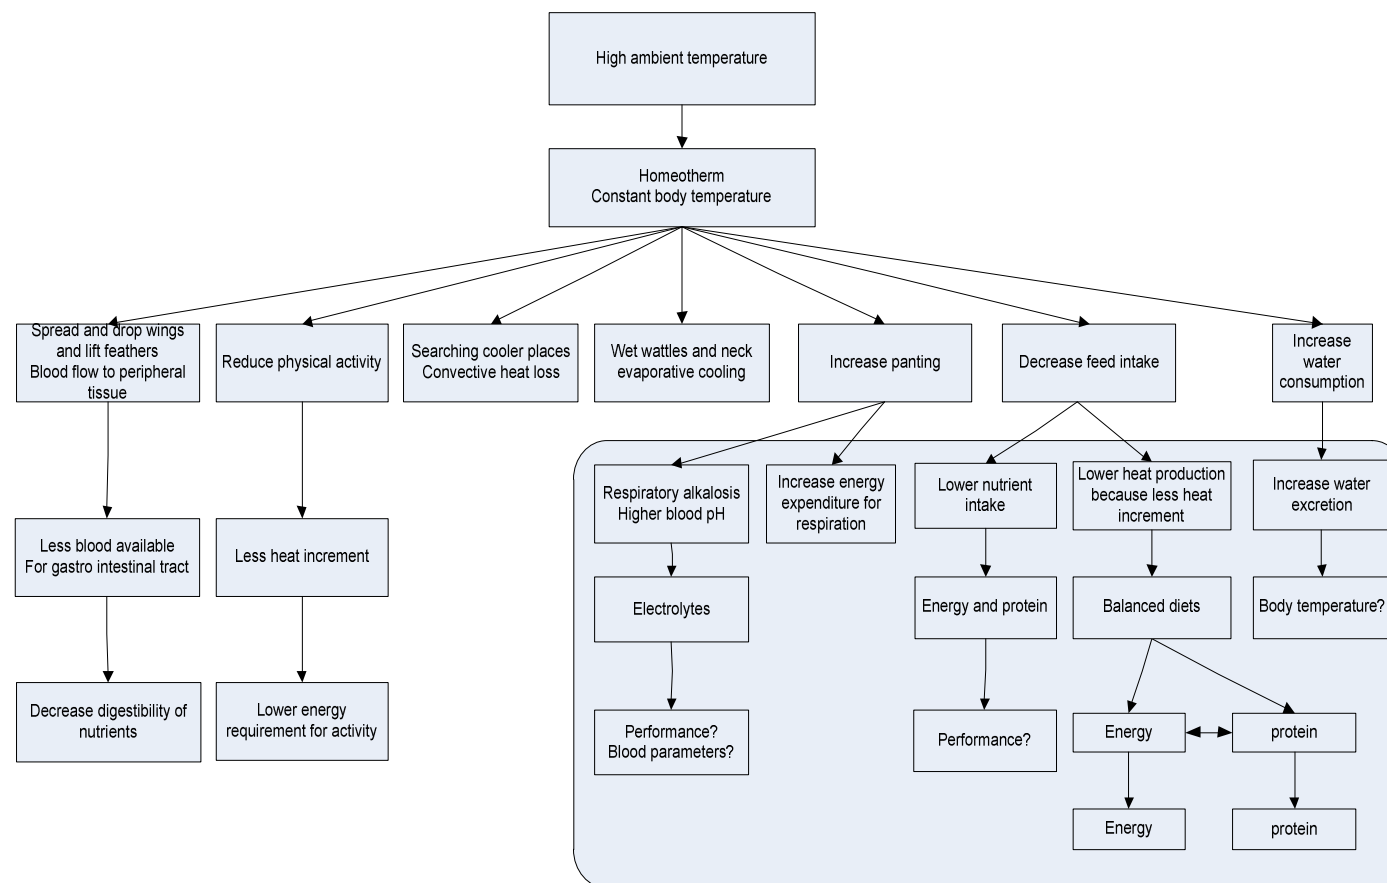 High ambient temperature
Homeotherm
Constant body temperature
Spread and drop wings
and lift feathers
Blood flow to peripheral
tissue
Reduce physical activity
Searching cooler places
Convective heat loss
Wet wattles and neck
evaporative cooling
Increase panting
Decrease feed intake
Increase
water
consumption
Respiratory alkalosis
Higher blood pH
Increase energy
expenditure for
respiration
Lower nutrient
intake
Lower heat production
because less heat
increment
Increase water
excretion
Less blood available
For gastro intestinal tract
Less heat increment
Electrolytes
Energy and protein
Balanced diets
Body temperature?
Decrease digestibility of
nutrients
Lower energy
requirement for activity
Performance?
Blood parameters?
Performance?
Energy
protein
Energy
protein